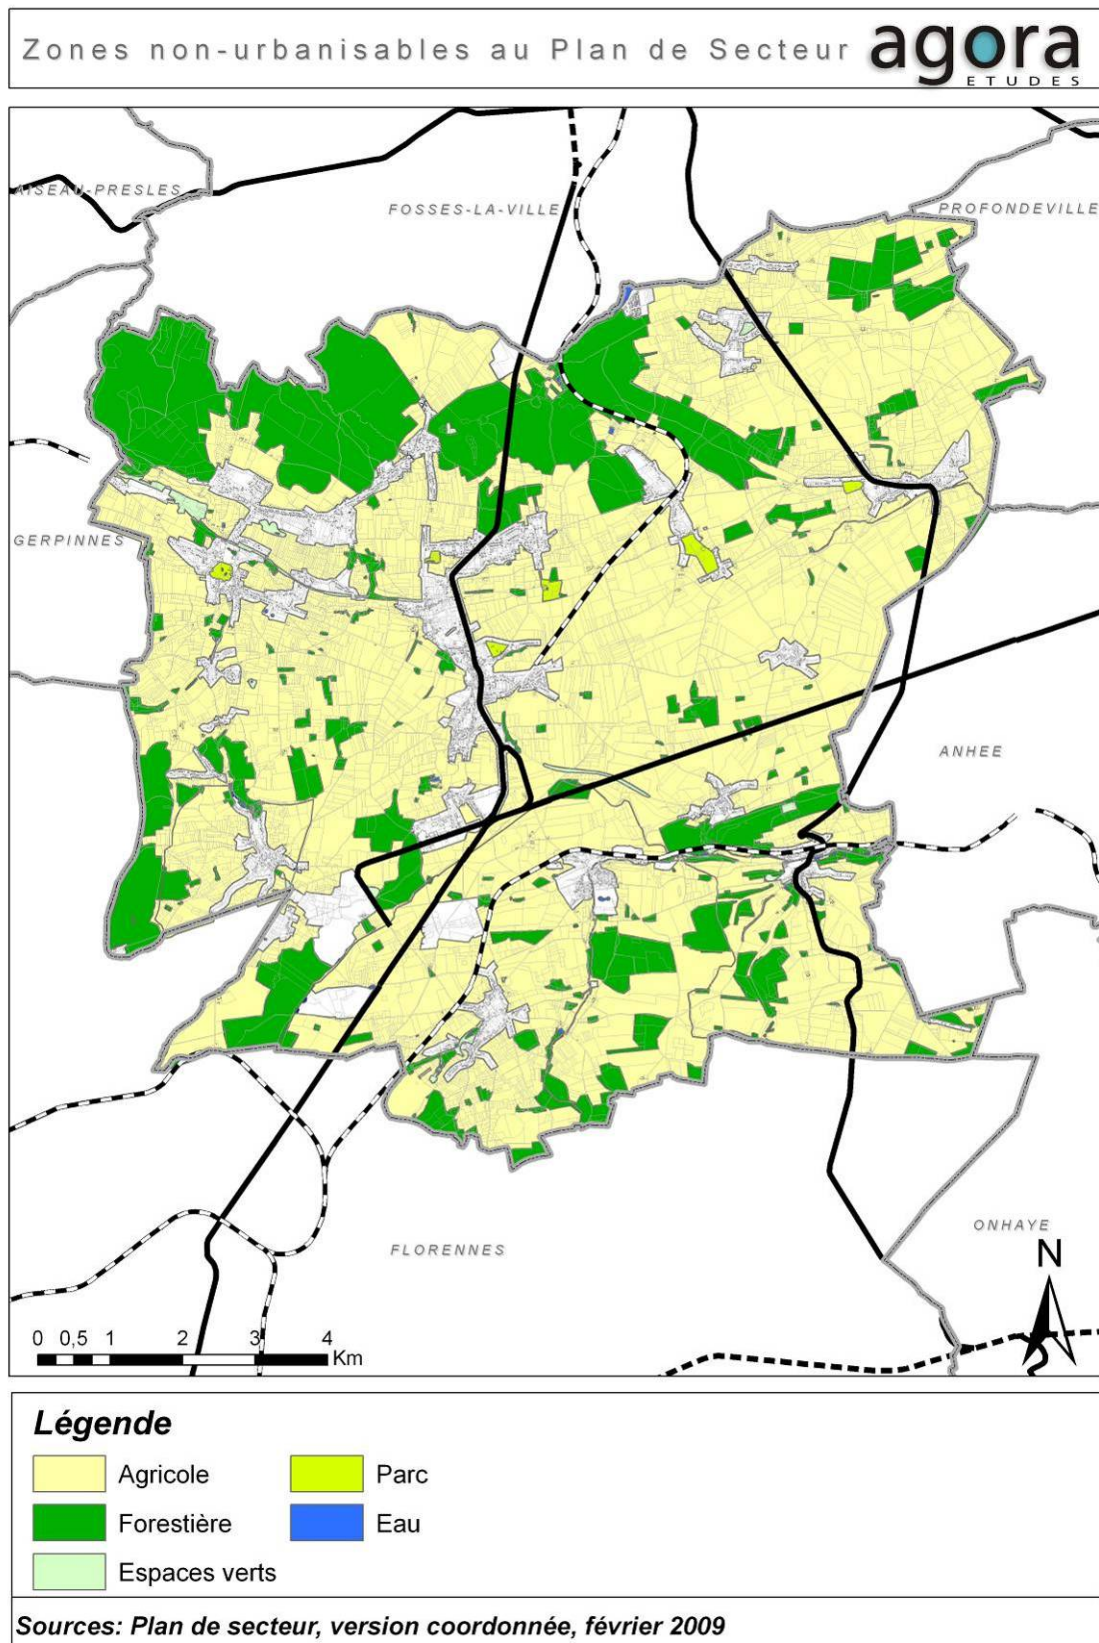 Zones non-urbanisables au Plan de Secteur
agora
ETUDES
AISEAU-PRESLES
FOSSES-LA-VILLE
PROFONDEVILLE
GERPINNES
ANHEE
ONHAYE
FLORENNES
N
0 0,5 1 2 3 4
Km
Légende
Agricole
Parc
Forestière
Eau
Espaces verts
Sources: Plan de secteur, version coordonnée, février 2009